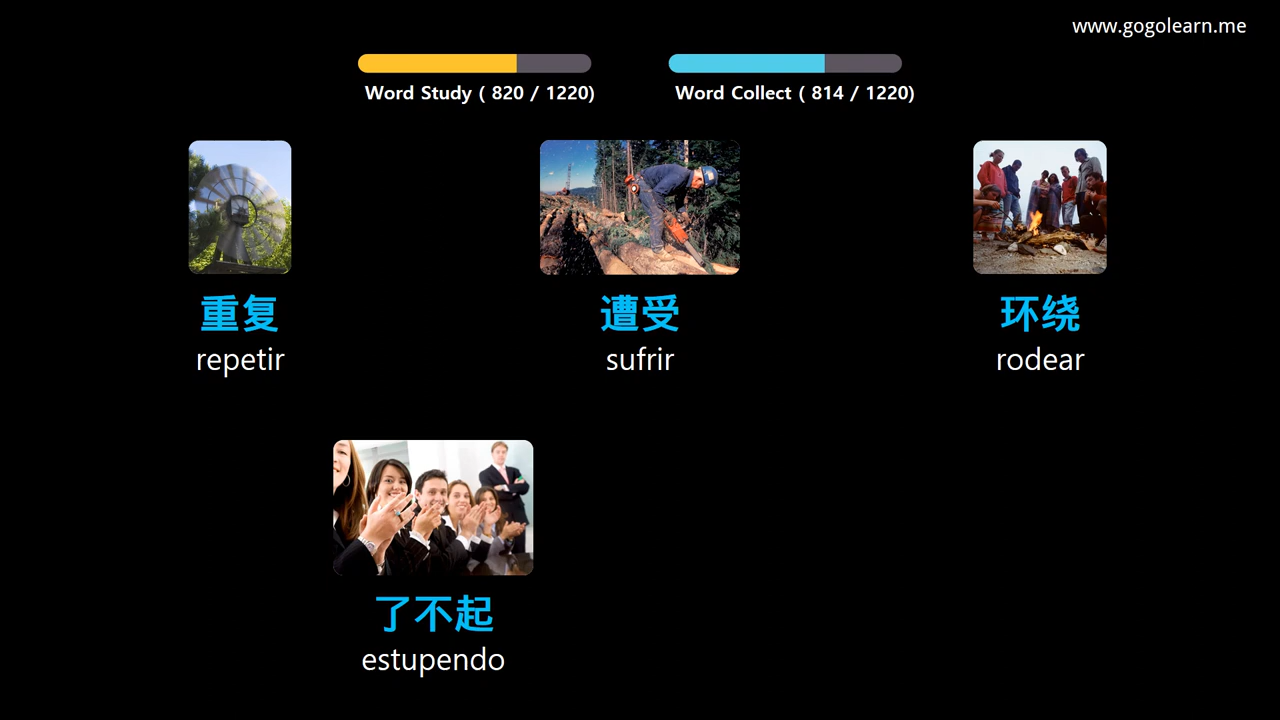 www.gogolearn.me
Word Study ( 820 / 1220)
Word Collect ( 814 / 1220)
重复
repetir
遭受
sufrir
环绕
rodear
了不起
estupendo